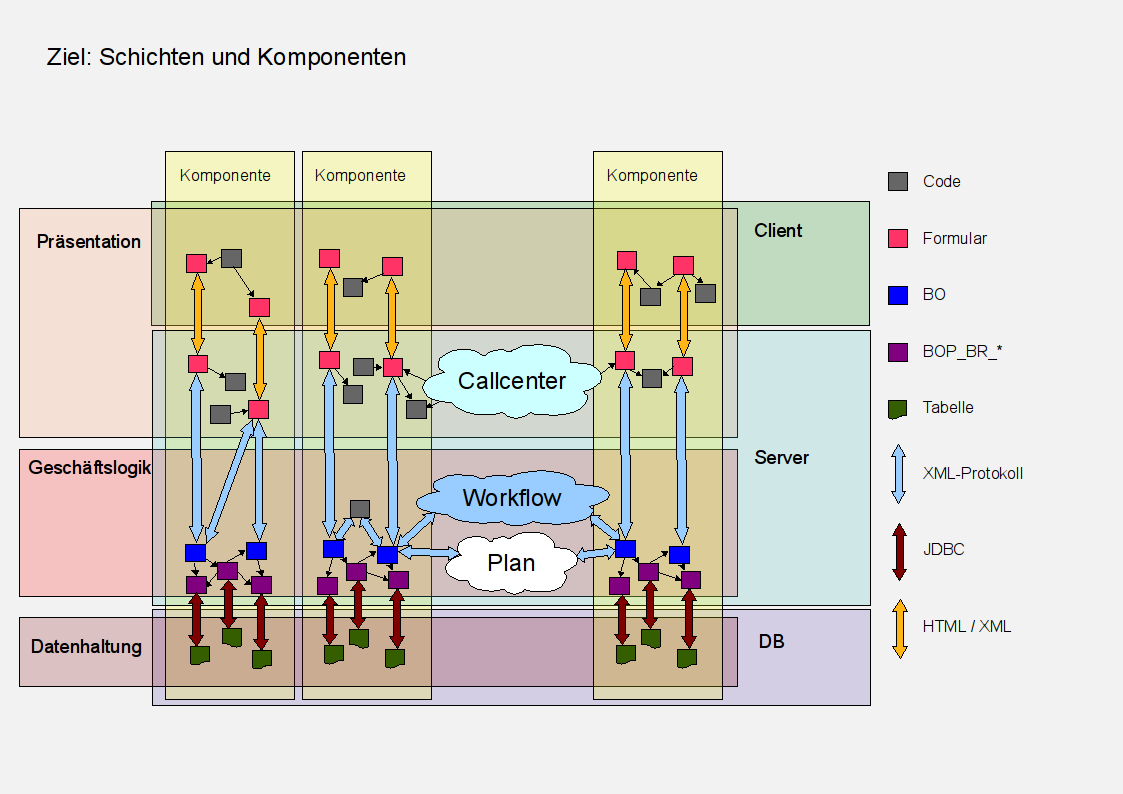 Ziel: Schichten und Komponenten
Komponente
Komponente
Komponente
Präsentation
Client
Callcenter
Geschäftslogik
Server
Workflow
Plan
Datenhaltung
DB
Code
Formular
BO
BOP_BR_*
Tabelle
XML-Protokoll
JDBC
HTML / XML